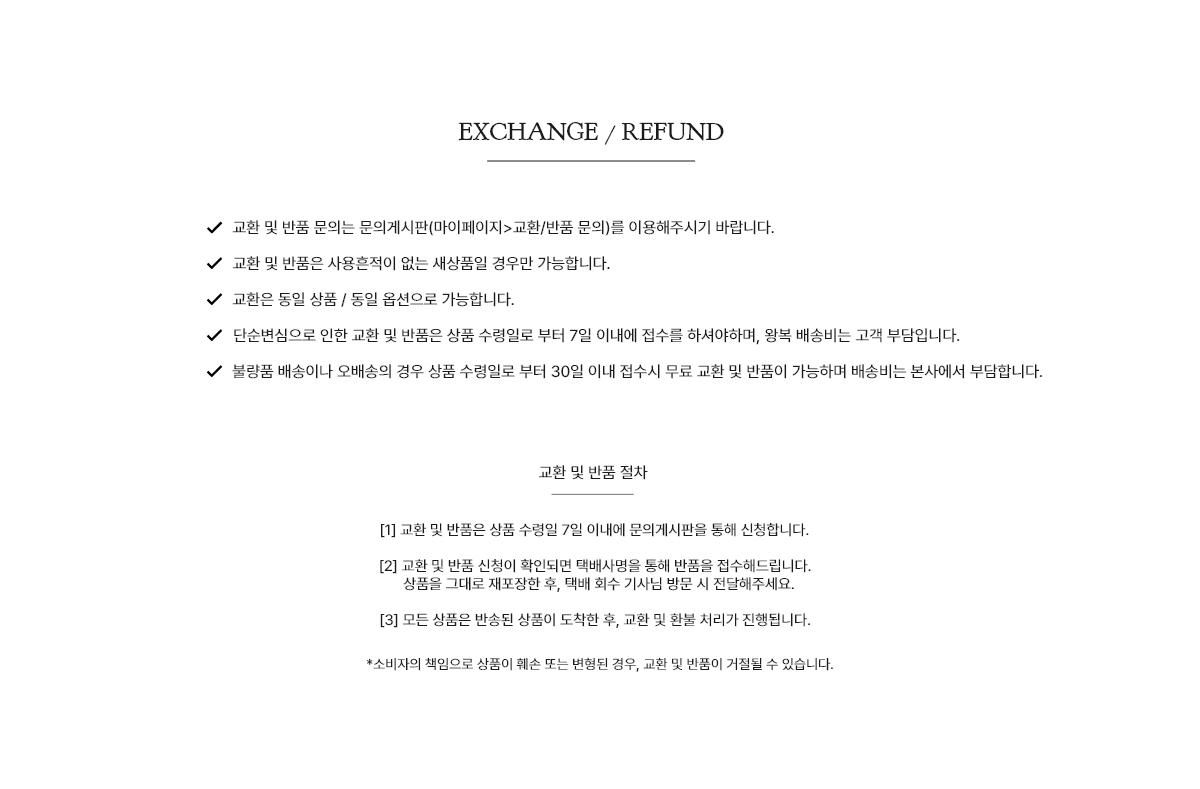 EXCHANGE / REFUND
교환 및 반품 문의는 문의게시판(마이페이지>교환/반품 문의)를 이용해주시기 바랍니다.
교환 및 반품은 사용흔적이 없는 새상품일 경우만 가능합니다.
교환은 동일 상품 / 동일 옵션으로 가능합니다.
단순변심으로 인한 교환 및 반품은 상품 수령일로 부터 7일 이내에 접수를 하셔야하며, 왕복 배송비는 고객 부담입니다.
불량품 배송이나 오배송의 경우 상품 수령일로 부터 30일 이내 접수시 무료 교환 및 반품이 가능하며 배송비는 본사에서 부담합니다.
교환 및 반품 절차
[1] 교환 및 반품은 상품 수령일 7일 이내에 문의게시판을 통해 신청합니다.
[2] 교환 및 반품 신청이 확인되면 택배사명을 통해 반품을 접수해드립니다.
상품을 그대로 재포장한 후, 택배 회수 기사님 방문 시 전달해주세요.
[3] 모든 상품은 반송된 상품이 도착한 후, 교환 및 환불 처리가 진행됩니다.
*소비자의 책임으로 상품이 훼손 또는 변형된 경우, 교환 및 반품이 거절될 수 있습니다.